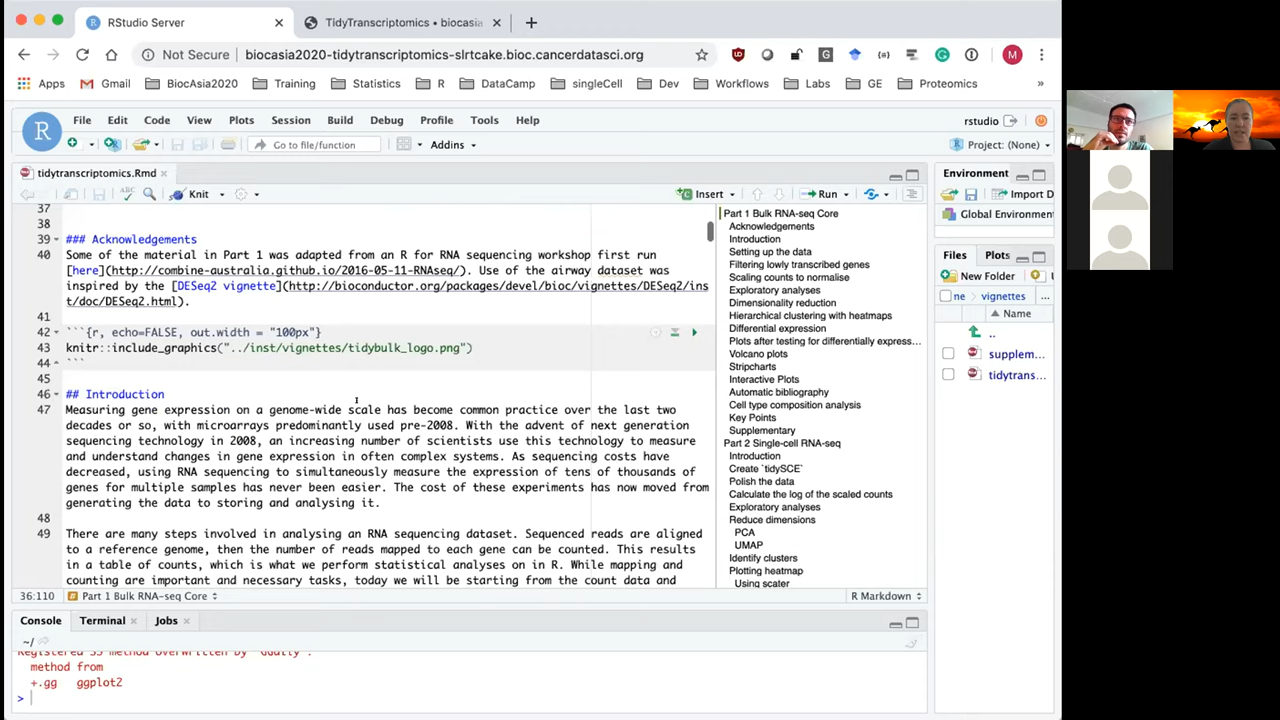 RStudio Server
TidyTranscriptomics • biocasia
Not Secure
biocasia2020-tidytranscriptomics-slrtcake.bioc.cancerdatasci.org
M
Apps
Gmail
BiocAsia2020
Training
Statistics
R
DataCamp
singleCell
Dev
Workflows
Labs
GE
Proteomics
»
R
File
Edit
Code
View
Plots
Session
Build
Debug
Profile
Tools
Help
rstudio
Go to file/function
Addins
Project: (None)
tidytranscriptomics.Rmd
Knit
Insert
Run
37
38
39 ### Acknowledgements
40 Some of the material in Part 1 was adapted from an R for RNA sequencing workshop first run
[here](http://combine-australia.github.io/2016-05-11-RNAseq/). Use of the airway dataset was
inspired by the [DESeq2 vignette](http://bioconductor.org/packages/devel/bioc/vignettes/DESeq2/ins
t/doc/DESeq2.html).
41
42 ```{r, echo=FALSE, out.width = "100px"}
43 knitr::include_graphics("../inst/vignettes/tidybulk_logo.png")
44 ```
45
46 ## Introduction
47 Measuring gene expression on a genome-wide scale has become common practice over the last two
decades or so, with microarrays predominantly used pre-2008. With the advent of next generation
sequencing technology in 2008, an increasing number of scientists use this technology to measure
and understand changes in gene expression in often complex systems. As sequencing costs have
decreased, using RNA sequencing to simultaneously measure the expression of tens of thousands of
genes for multiple samples has never been easier. The cost of these experiments has now moved from
generating the data to storing and analysing it.
48
49 There are many steps involved in analysing an RNA sequencing dataset. Sequenced reads are aligned
to a reference genome, then the number of reads mapped to each gene can be counted. This results
in a table of counts, which is what we perform statistical analyses on in R. While mapping and
counting are important and necessary tasks, today we will be starting from the count data and
Part 1 Bulk RNA-seq Core
Acknowledgements
Introduction
Setting up the data
Filtering lowly transcribed genes
Scaling counts to normalise
Exploratory analyses
Dimensionality reduction
Hierarchical clustering with heatmaps
Differential expression
Plots after testing for differentially express...
Volcano plots
Stripcharts
Interactive Plots
Automatic bibliography
Cell type composition analysis
Key Points
Supplementary
Part 2 Single-cell RNA-seq
Introduction
Create `tidySCE`
Polish the data
Calculate the log of the scaled counts
Exploratory analyses
Reduce dimensions
PCA
UMAP
Identify clusters
Plotting heatmap
Using scater
36:110
Part 1 Bulk RNA-seq Core
R Markdown
Console
Terminal
Jobs
~/
Registered S3 method overwritten by 'GGally':
method from
+.gg ggplot2
>
Environment
Import D
Global Environment
Files
Plots
New Folder
ne
vignettes
...
Name
..
supplem...
tidytrans...